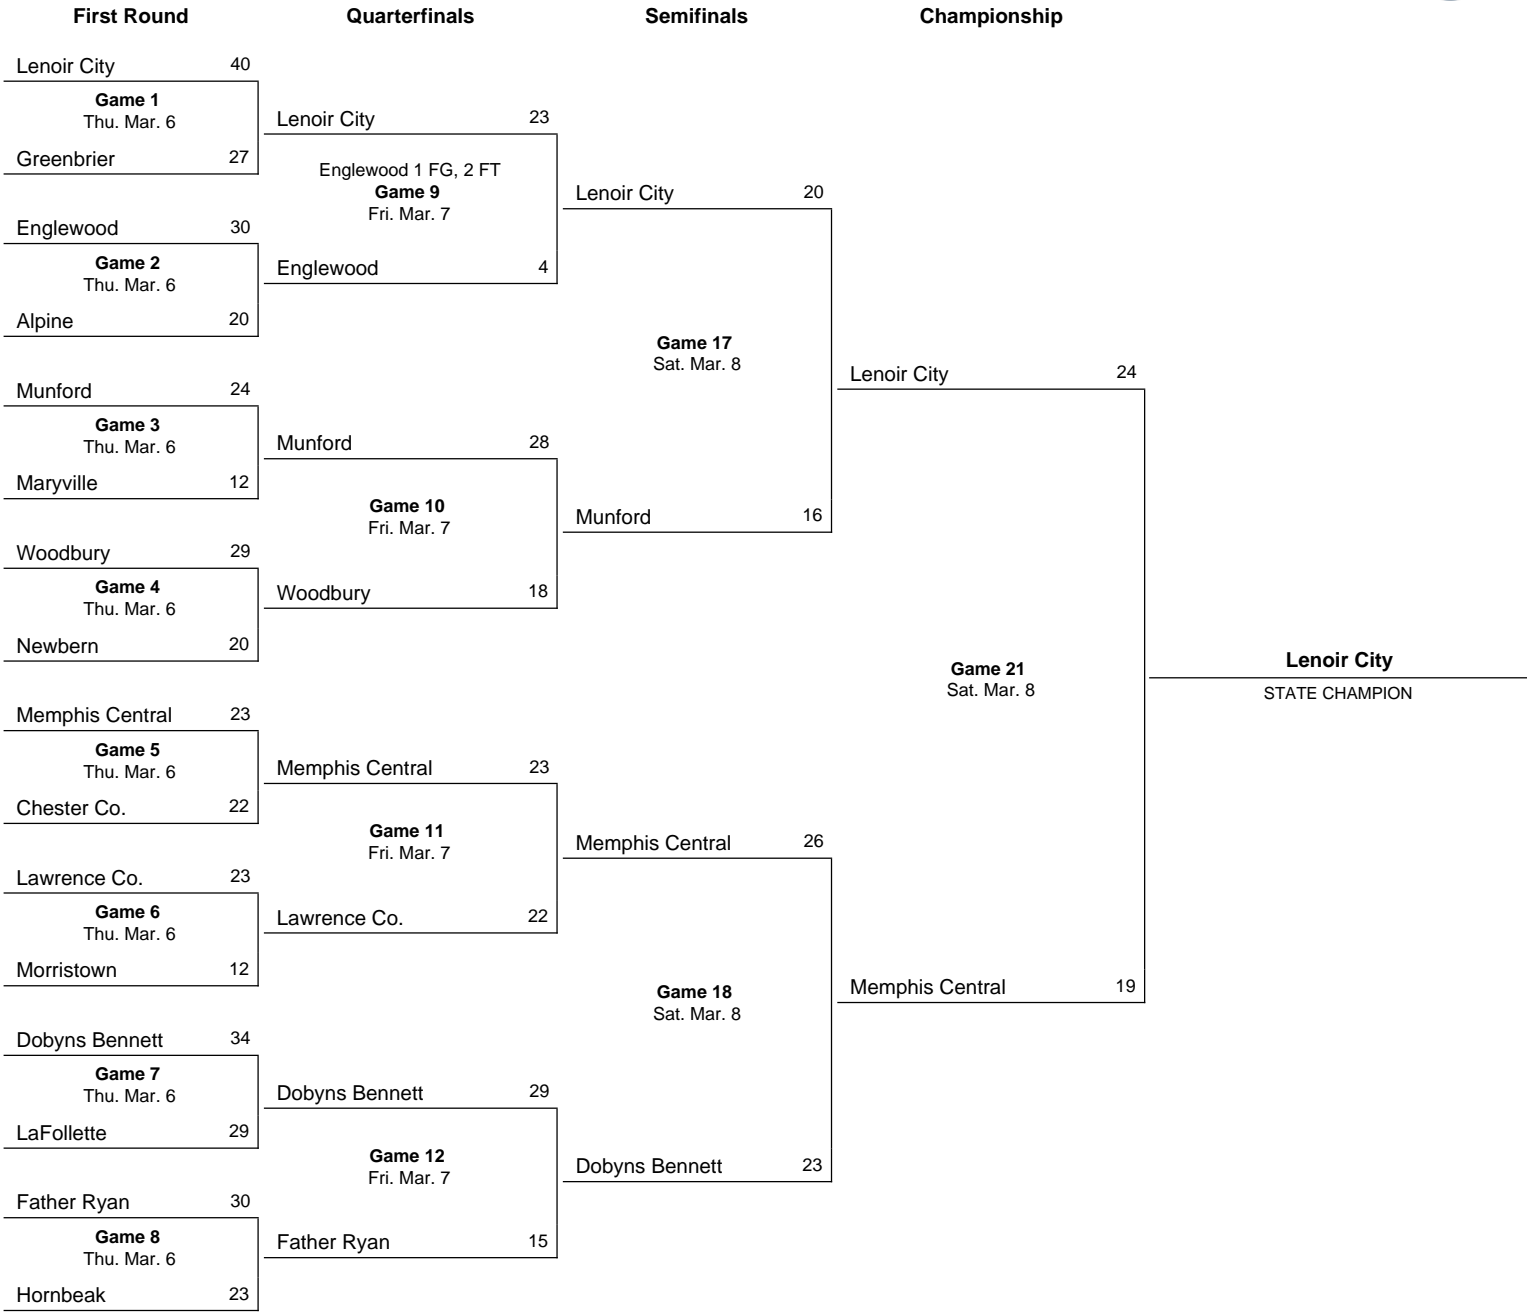 First Round
Quarterfinals
Semifinals
Championship
Lenoir City 40
Game 1
Thu. Mar. 6
Greenbrier 27
Englewood 30
Game 2
Thu. Mar. 6
Alpine 20
Munford 24
Game 3
Thu. Mar. 6
Maryville 12
Woodbury 29
Game 4
Thu. Mar. 6
Newbern 20
Memphis Central 23
Game 5
Thu. Mar. 6
Chester Co. 22
Lawrence Co. 23
Game 6
Thu. Mar. 6
Morristown 12
Dobyns Bennett 34
Game 7
Thu. Mar. 6
LaFollette 29
Father Ryan 30
Game 8
Thu. Mar. 6
Hornbeak 23
Lenoir City 23
Englewood 1 FG, 2 FT
Game 9
Fri. Mar. 7
Englewood 4
Munford 28
Game 10
Fri. Mar. 7
Woodbury 18
Memphis Central 23
Game 11
Fri. Mar. 7
Lawrence Co. 22
Dobyns Bennett 29
Game 12
Fri. Mar. 7
Father Ryan 15
Lenoir City 20
Game 17
Sat. Mar. 8
Munford 16
Memphis Central 26
Game 18
Sat. Mar. 8
Dobyns Bennett 23
Lenoir City 24
Game 21
Sat. Mar. 8
Memphis Central 19
Lenoir City
STATE CHAMPION